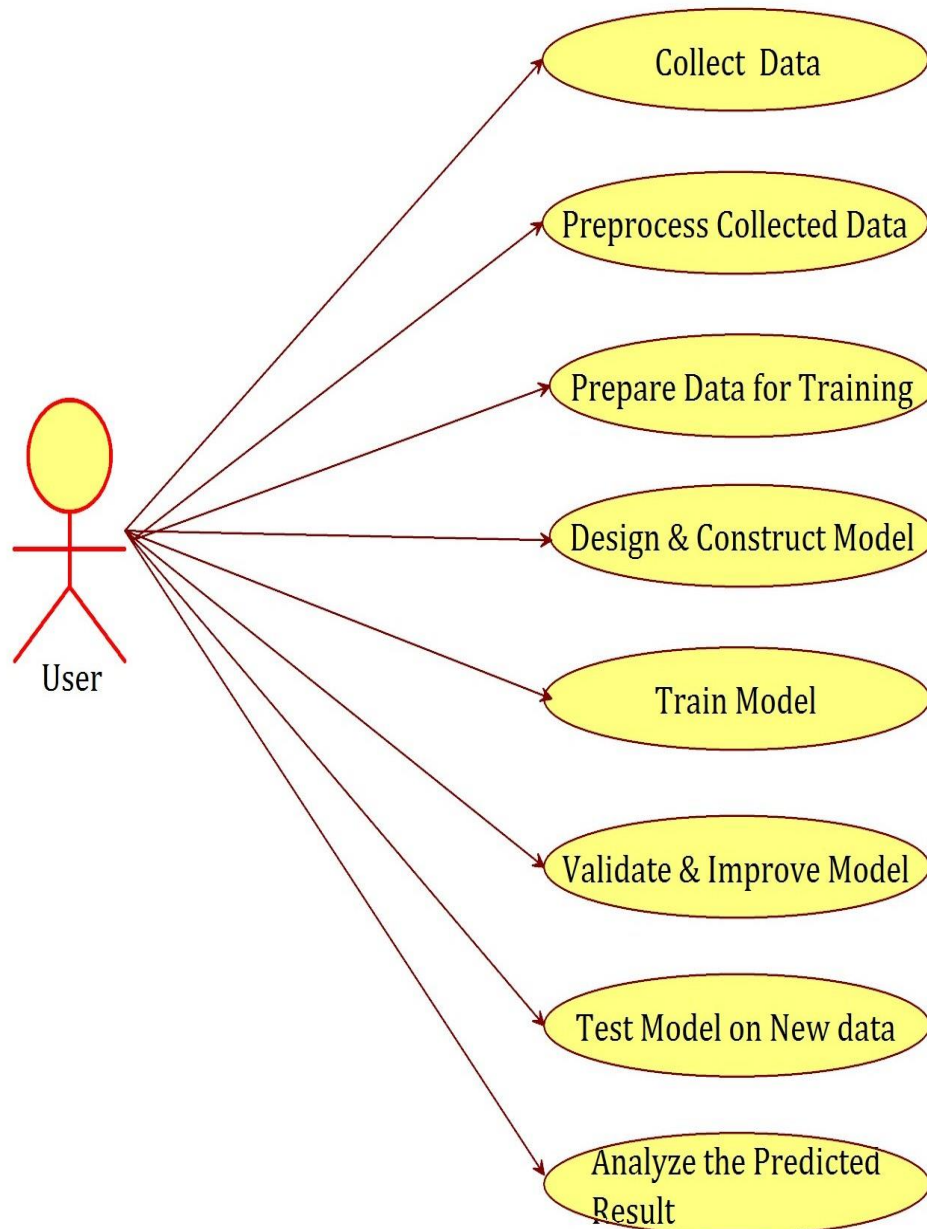 Collect Data
Preprocess Collected Data
Prepare Data for Training
Design & Construct Model
User
Train Model
Validate & Improve Model
Test Model on New data
Analyze the Predicted
Result